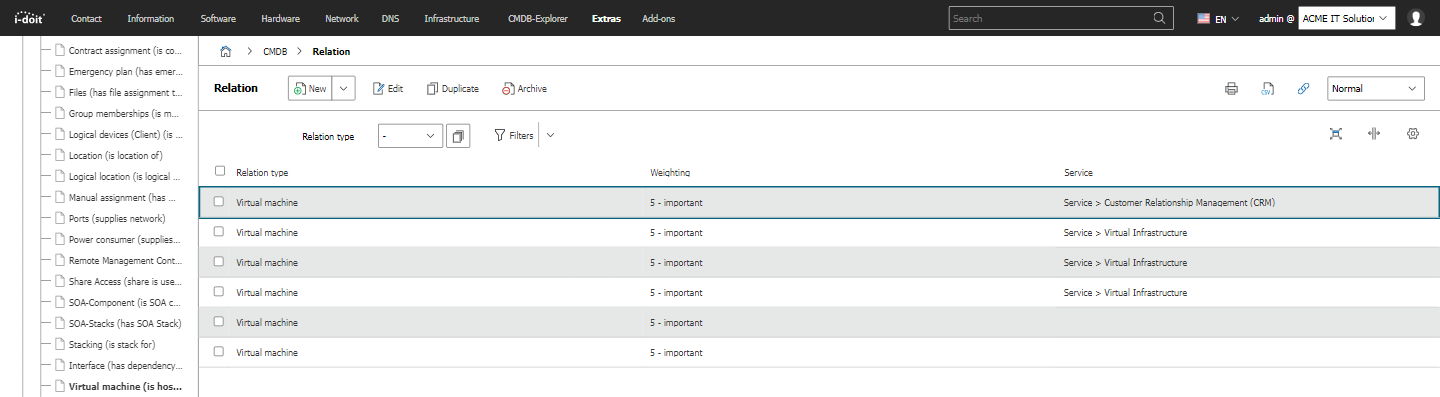 i-doit Contact Information Software Hardware Network DNS Infrastructure CMDB-Explorer Extras Add-ons Search EN admin @ ACME IT Solution
Contract assignment (is co...
Emergency plan (has emer...
Files (has file assignment t...
Group memberships (is m...
Logical devices (Client) (is ...
Location (is location of)
Logical location (is logical ...
Manual assignment (has ...
Ports (supplies network)
Power consumer (supplies...
Remote Management Cont...
Share Access (share is use...
SOA-Component (is SOA c...
SOA-Stacks (has SOA Stack)
Stacking (is stack for)
Interface (has dependency...
Virtual machine (is hos...
CMDB Relation
Relation New Edit Duplicate Archive CSV Normal
Relation type - Filters
Relation type Weighting Service
Virtual machine 5 - important Service > Customer Relationship Management (CRM)
Virtual machine 5 - important Service > Virtual Infrastructure
Virtual machine 5 - important Service > Virtual Infrastructure
Virtual machine 5 - important Service > Virtual Infrastructure
Virtual machine 5 - important
Virtual machine 5 - important